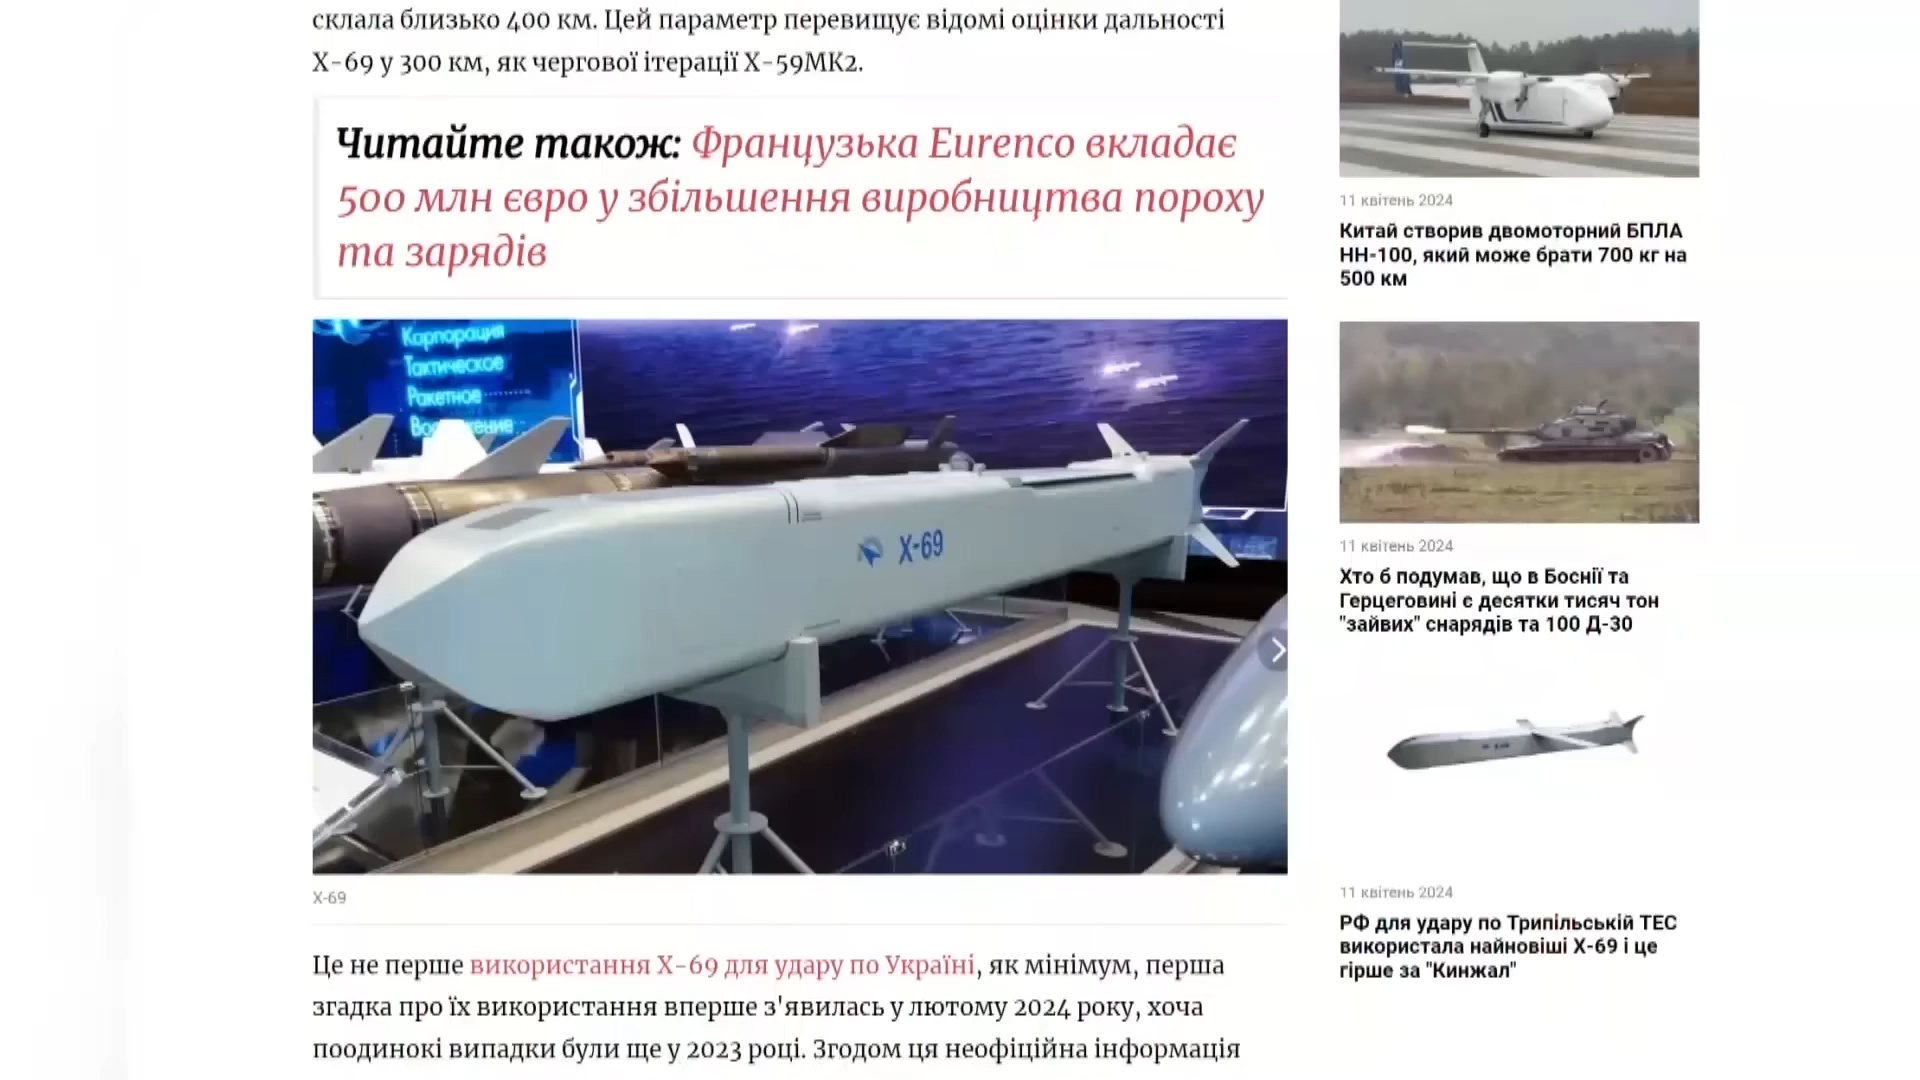 склала близько 400 км. Цей параметр перевищує відомі оцінки дальності
Х-69 у 300 км, як чергової ітерації Х-59МК2.
Читайте також: Французька Eurenco вкладає
500 млн євро у збільшення виробництва пороху
та зарядів
Корпорация
Тактическое
Ракетное
Х-69
Х-69
Це не перше використання Х-69 для удару по Україні, як мінімум, перша
згадка про їх використання вперше з'явилась у лютому 2024 року, хоча
поодинокі випадки були ще у 2023 році. Згодом ця неофіційна інформація
11 квітень 2024
Китай створив двомоторний БПЛА
HH-100, який може брати 700 кг на
500 км
11 квітень 2024
Хто б подумав, що в Боснії та
Герцеговині є десятки тисяч тон
"зайвих" снарядів та 100 Д-30
11 квітень 2024
РФ для удару по Трипільській ТЕС
використала найновіші Х-69 і це
гірше за "Кинжал"